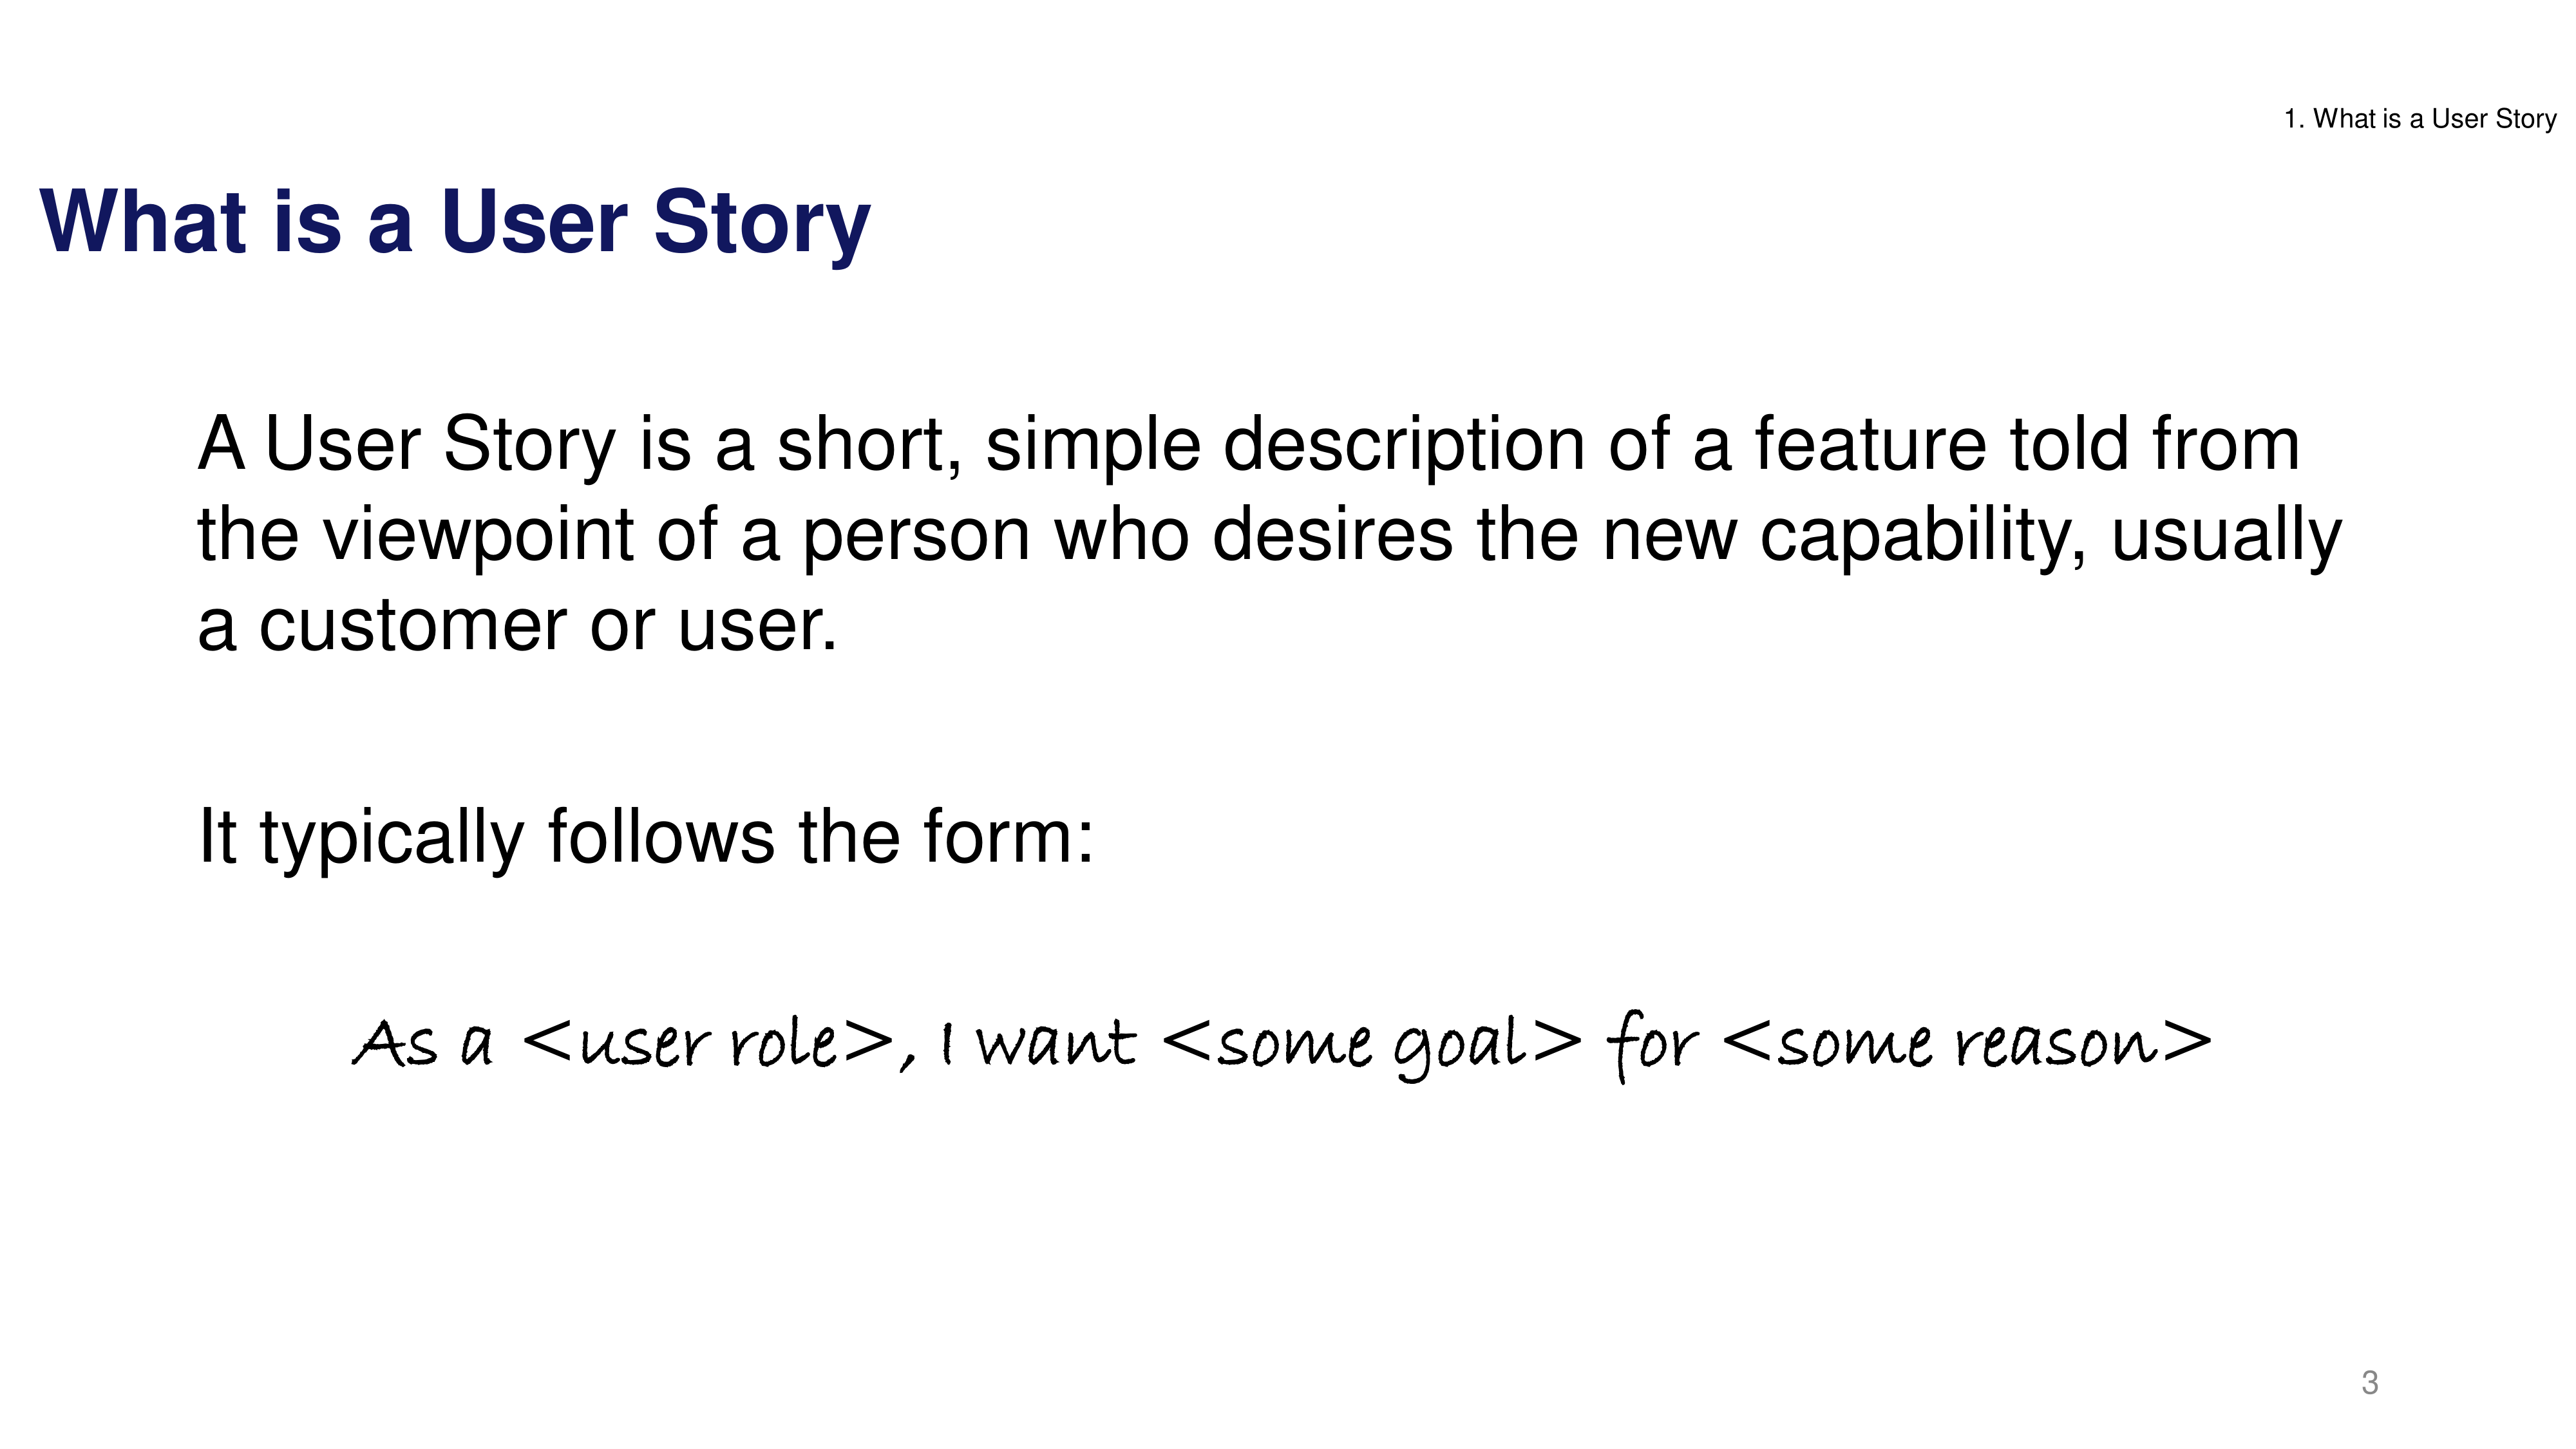 1. What is a User Story
What is a User Story
A User Story is a short, simple description of a feature told from
the viewpoint of a person who desires the new capability, usually
a customer or user.
It typically follows the form:
As a <user role>, I want <some goal> for <some reason>
3